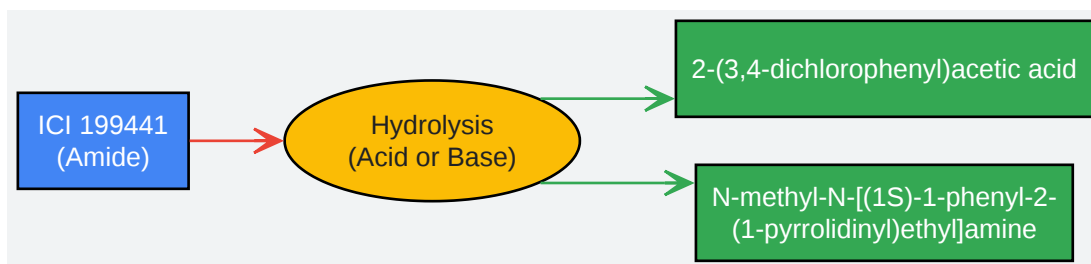 ICI 199441
(Amide)
Hydrolysis
(Acid or Base)
2-(3,4-dichlorophenyl)acetic acid
N-methyl-N-[(1S)-1-phenyl-2-
(1-pyrrolidinyl)ethyl]amine